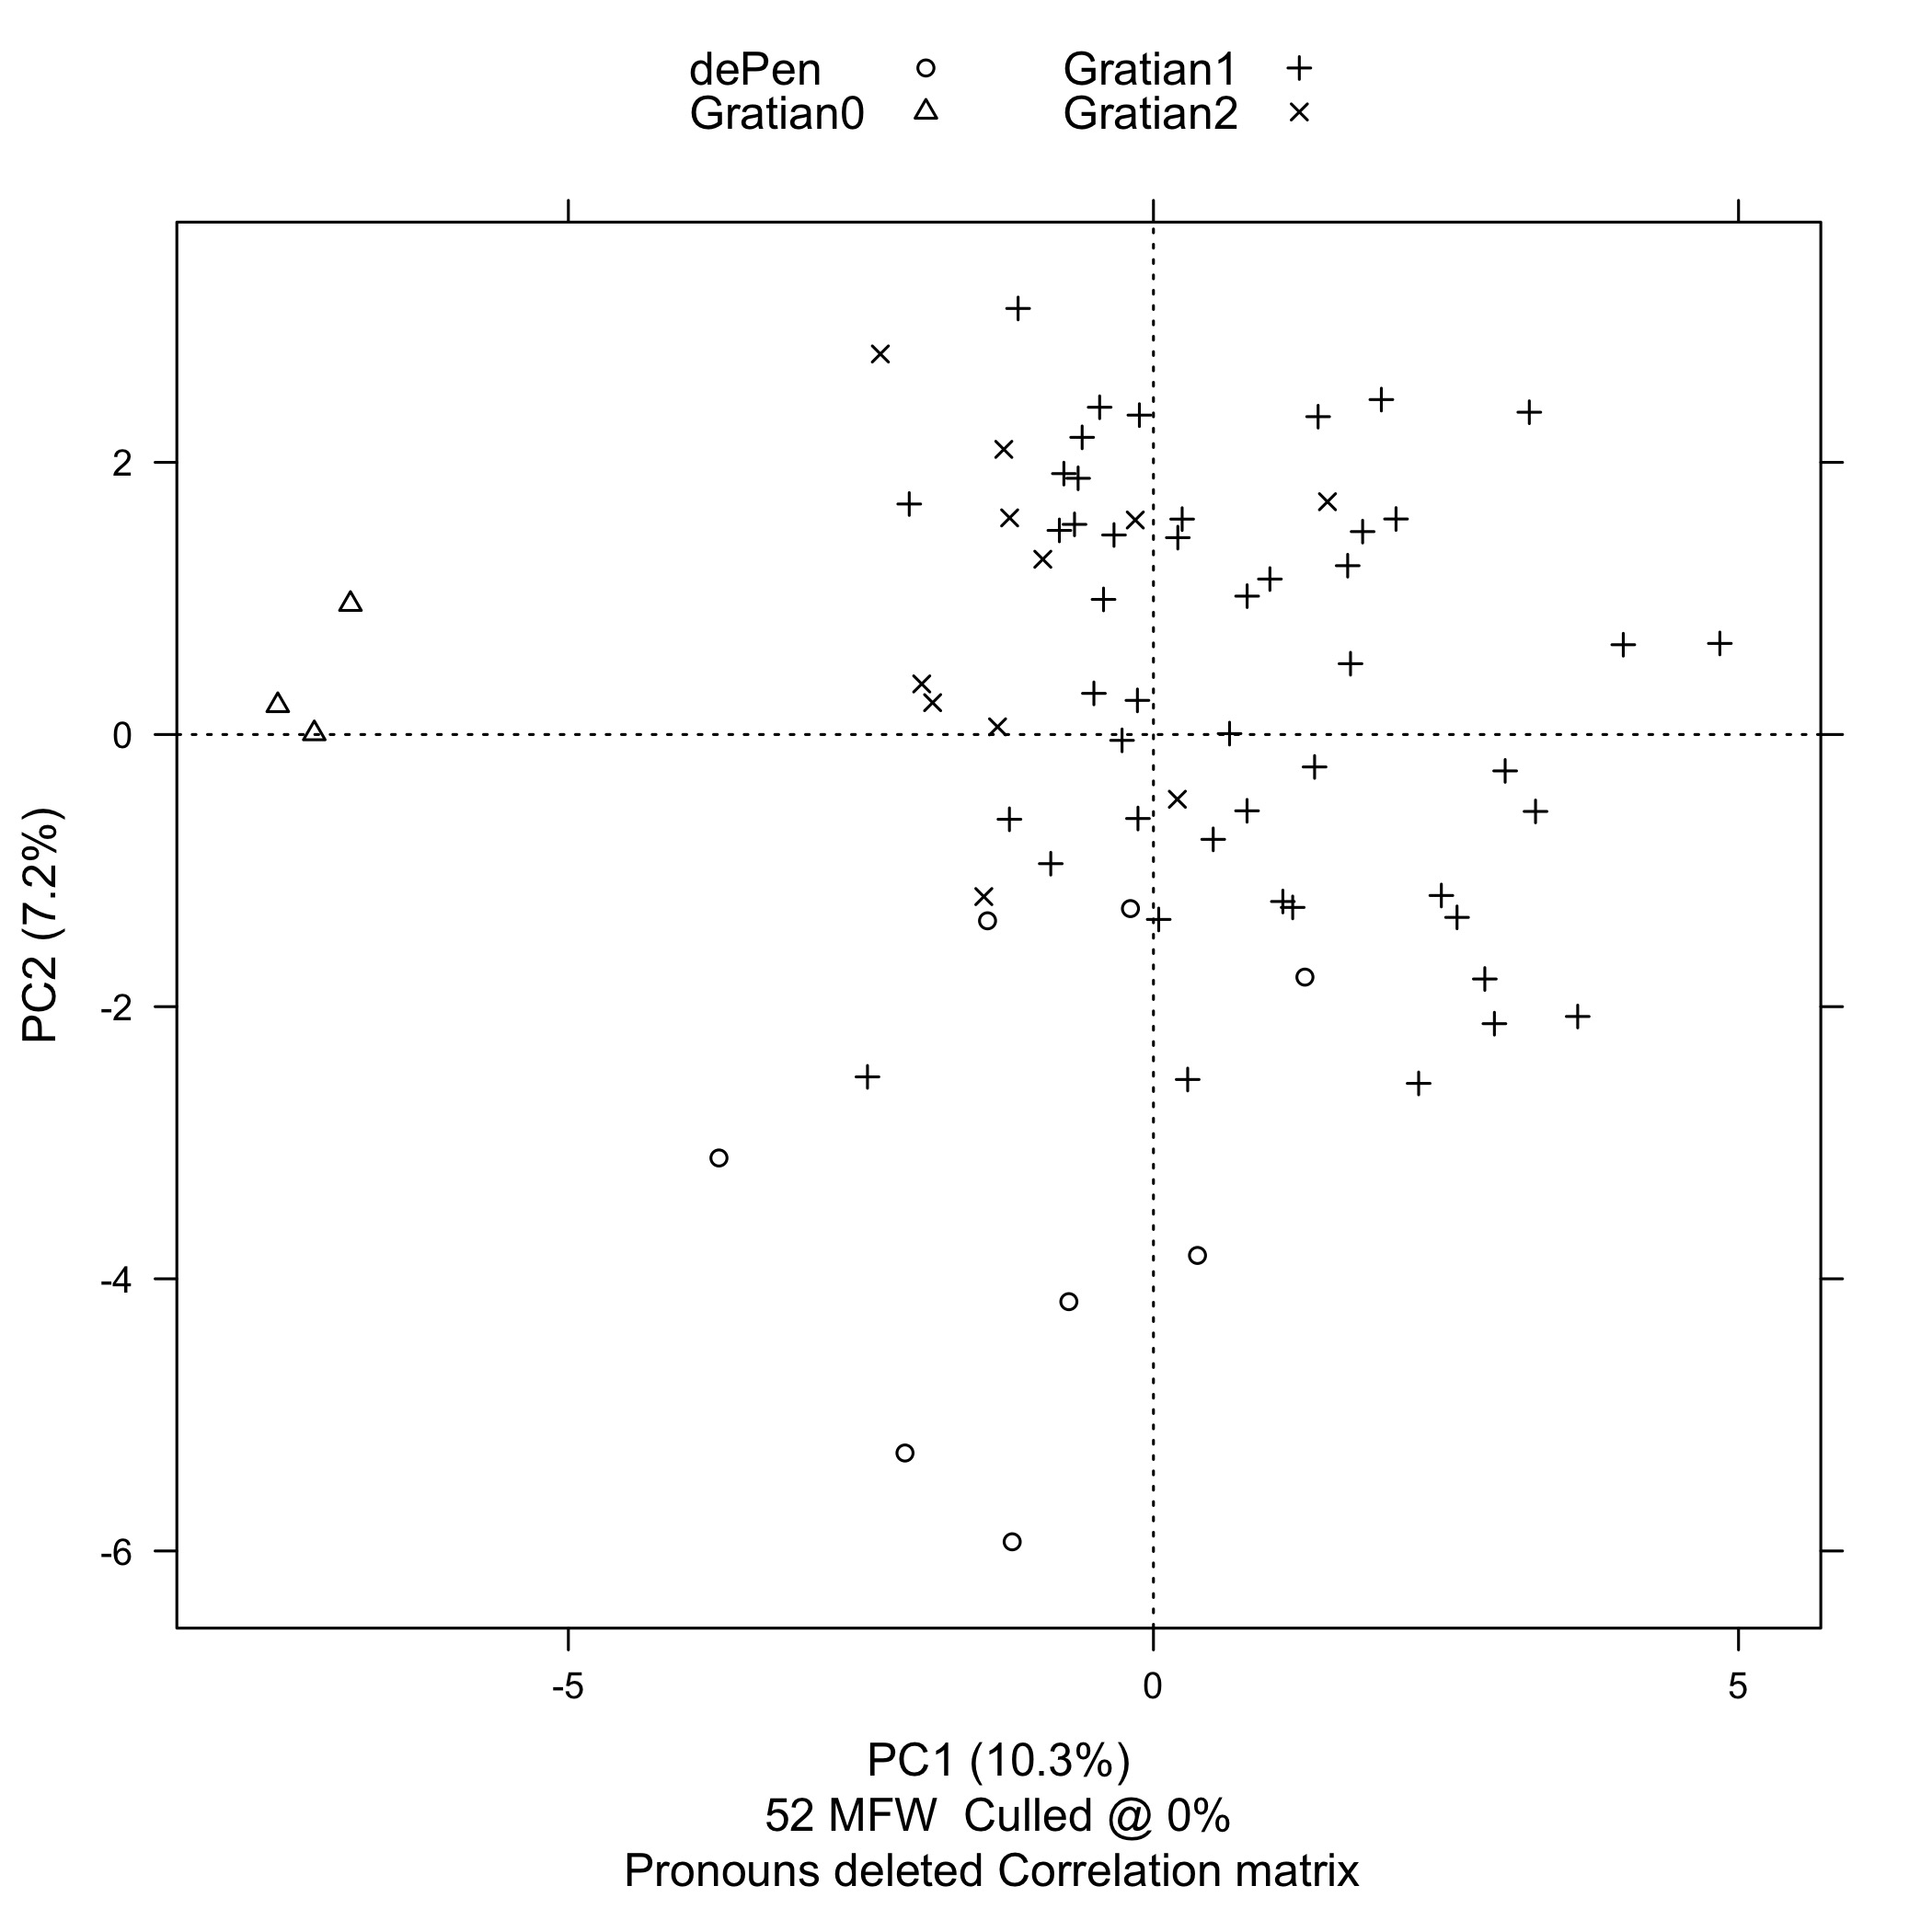 dePen Gratian1
Gratian0 Gratian2
2
0
-2
-4
-6
PC2 (7.2%)
-5 0 5
PC1 (10.3%)
52 MFW  Culled @ 0%
Pronouns deleted Correlation matrix